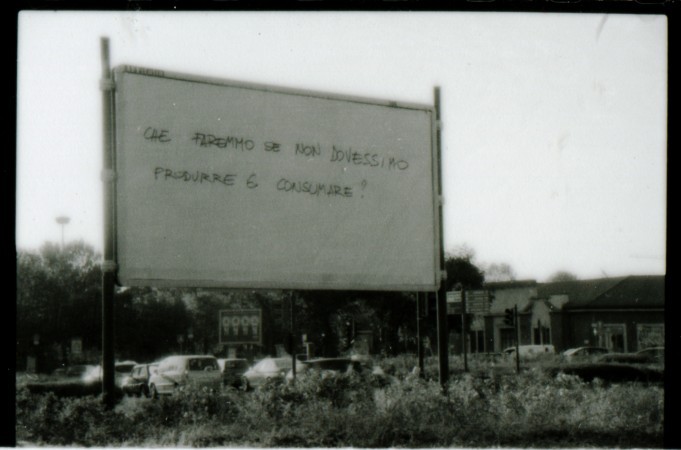 CHE FAREMMO SE NON DOVESSIMO
PRODURRE E CONSUMARE?